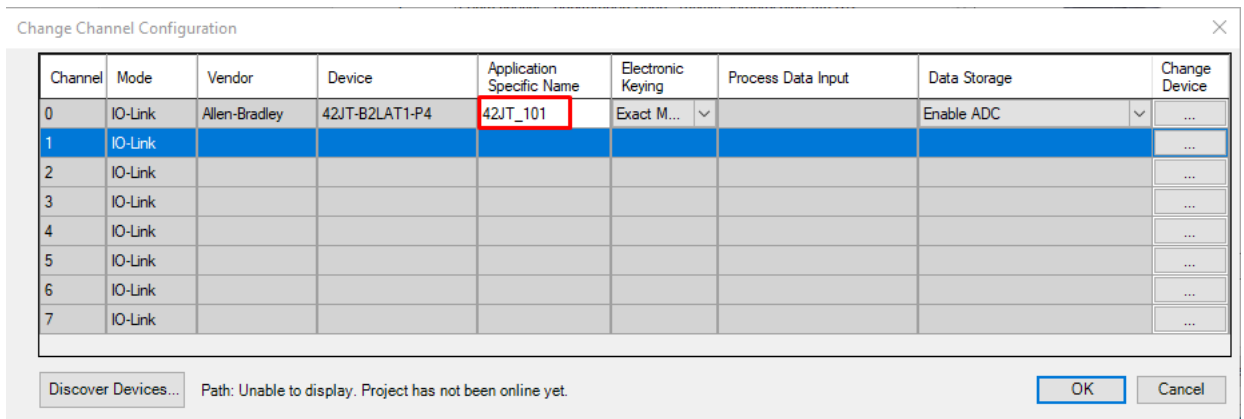 Change Channel Configuration
Channel Mode Vendor Device Application Specific Name Electronic Keying Process Data Input Data Storage Change Device
0 IO-Link Allen-Bradley 42JT-B2LAT1-P4 42JT_101 Exact M... Enable ADC ...
1 IO-Link ...
2 IO-Link ...
3 IO-Link ...
4 IO-Link ...
5 IO-Link ...
6 IO-Link ...
7 IO-Link ...
Discover Devices... Path: Unable to display. Project has not been online yet. OK Cancel